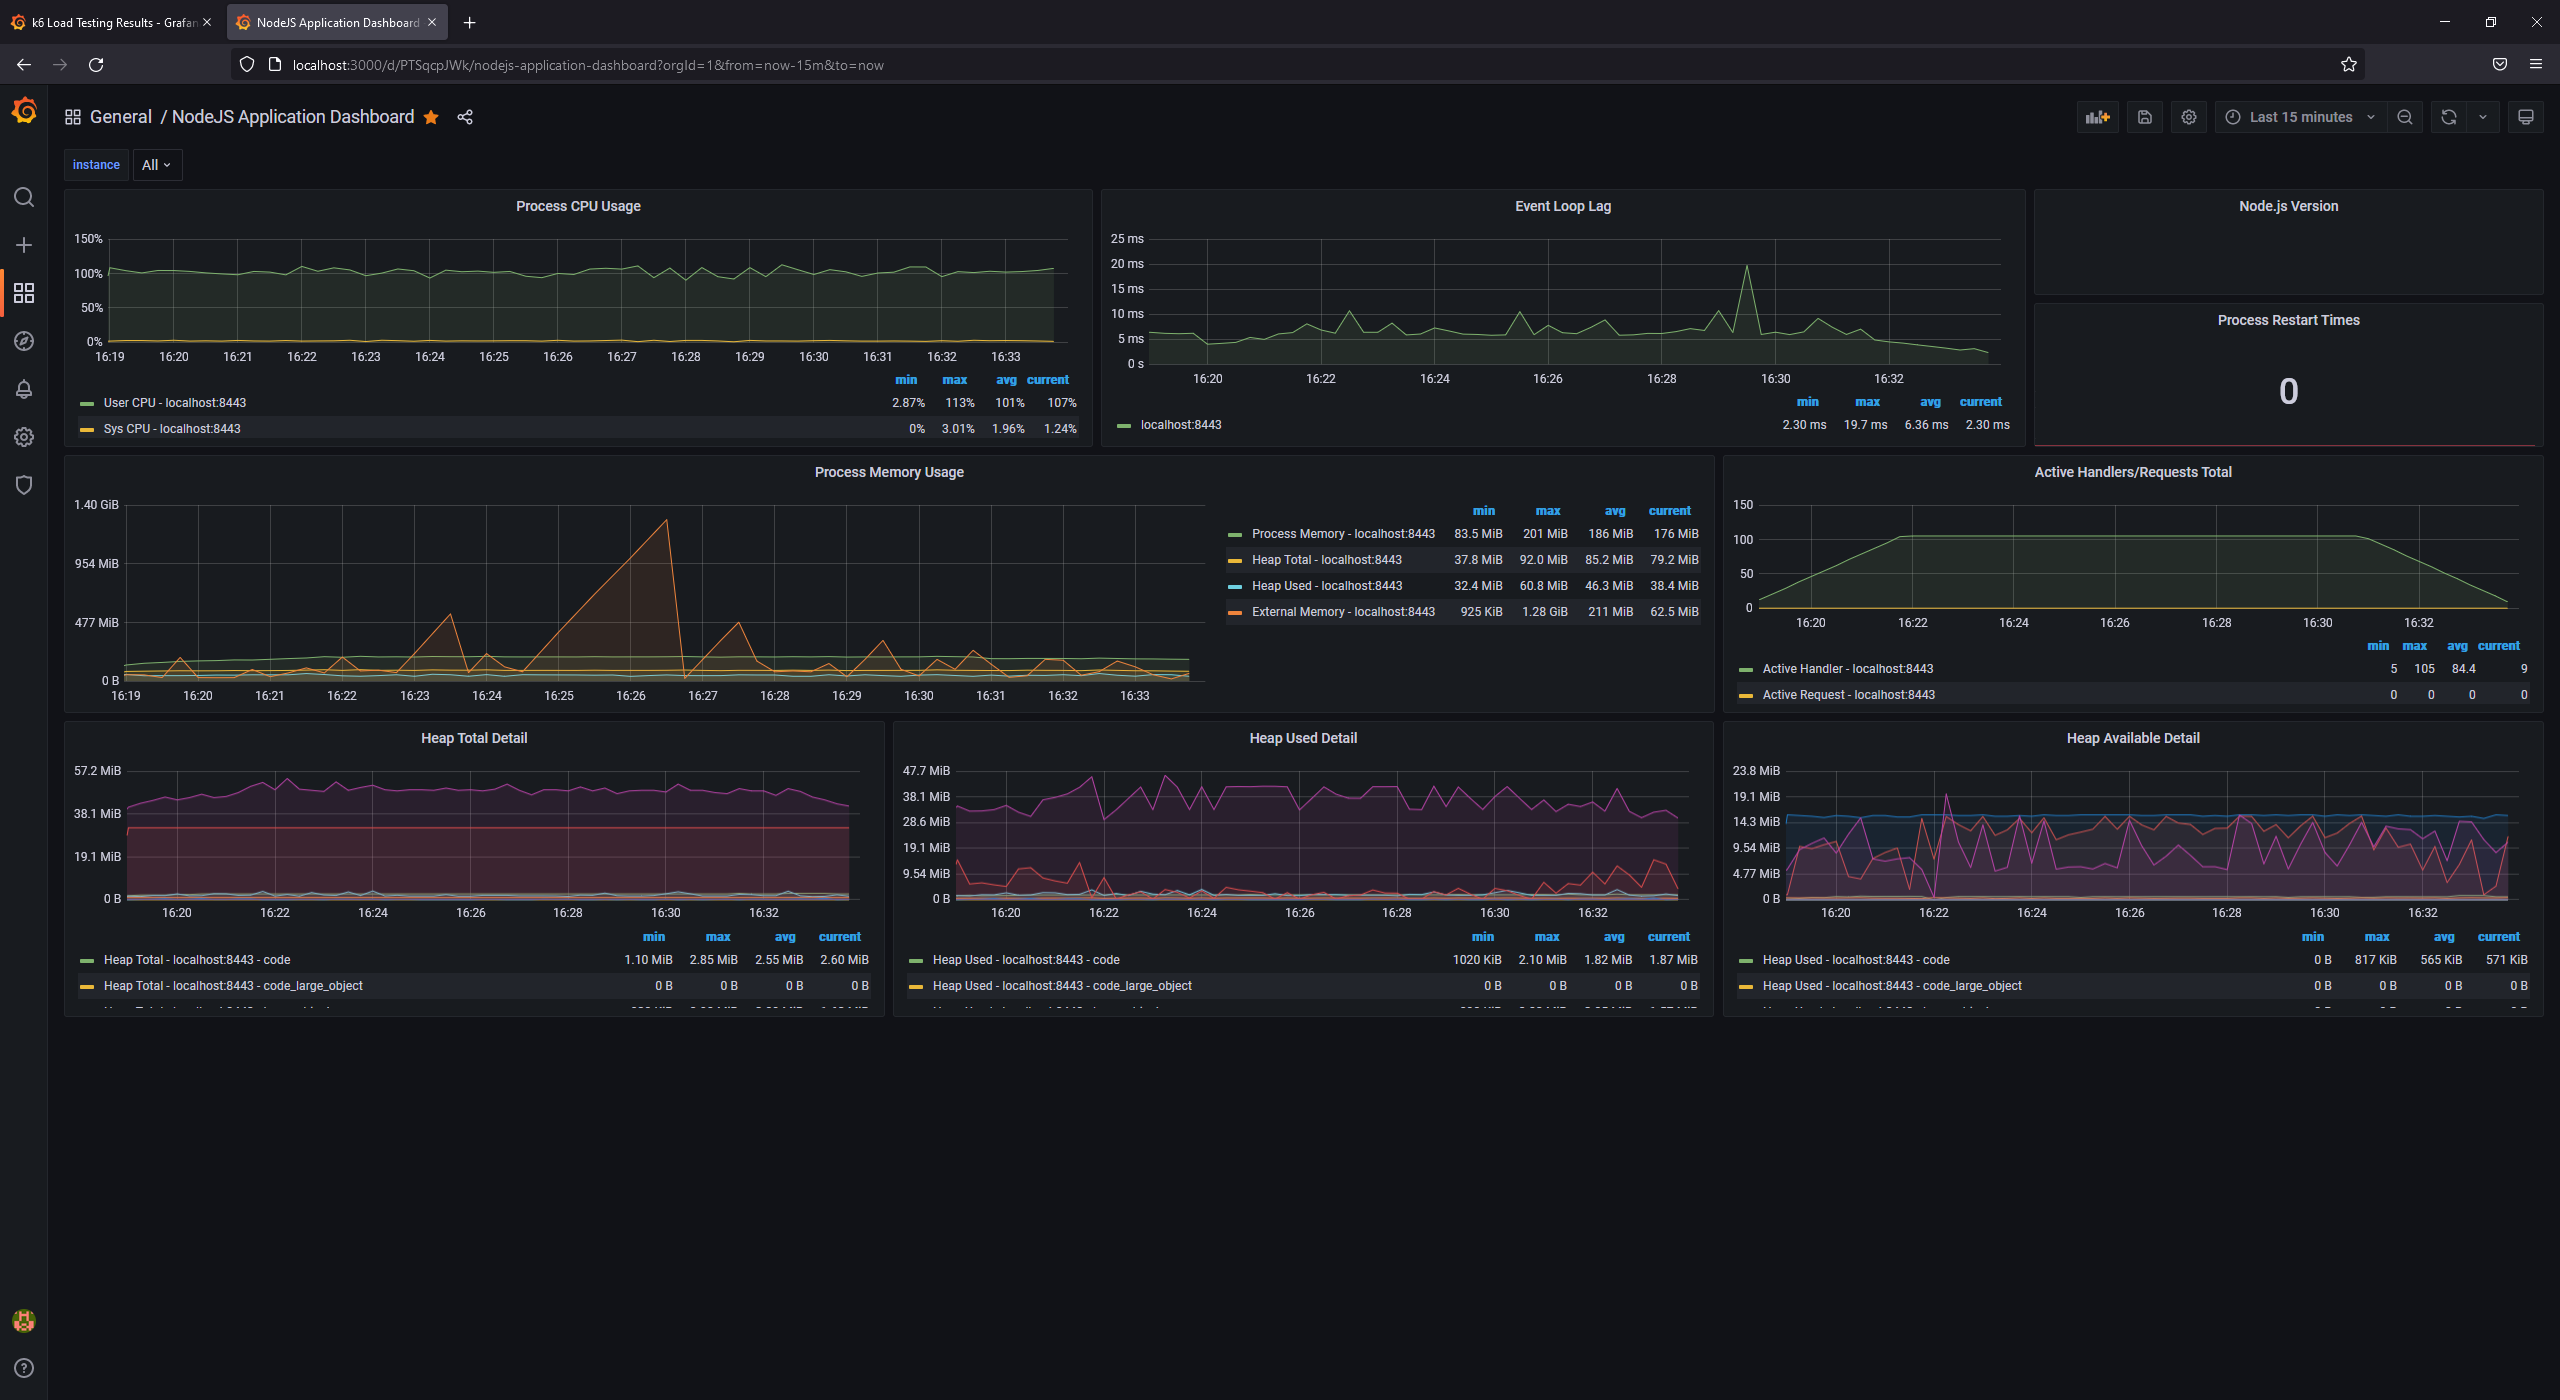 k6 Load Testing Results - Grafan
NodeJS Application Dashboard
localhost:3000/d/PTSqcpJWk/nodejs-application-dashboard?orgId=1&from=now-15m&to=now
General / NodeJS Application Dashboard
Last 15 minutes
instance All
Process CPU Usage
150%
100%
50%
0%
16:19 16:20 16:21 16:22 16:23 16:24 16:25 16:26 16:27 16:28 16:29 16:30 16:31 16:32 16:33
min max avg current
User CPU - localhost:8443 2.87% 113% 101% 107%
Sys CPU - localhost:8443 0% 3.01% 1.96% 1.24%
Event Loop Lag
25 ms
20 ms
15 ms
10 ms
5 ms
0 s
16:20 16:22 16:24 16:26 16:28 16:30 16:32
min max avg current
localhost:8443 2.30 ms 19.7 ms 6.36 ms 2.30 ms
Node.js Version
Process Restart Times
0
Process Memory Usage
1.40 GiB
954 MiB
477 MiB
0 B
16:19 16:20 16:21 16:22 16:23 16:24 16:25 16:26 16:27 16:28 16:29 16:30 16:31 16:32 16:33
min max avg current
Process Memory - localhost:8443 83.5 MiB 201 MiB 186 MiB 176 MiB
Heap Total - localhost:8443 37.8 MiB 92.0 MiB 85.2 MiB 79.2 MiB
Heap Used - localhost:8443 32.4 MiB 60.8 MiB 46.3 MiB 38.4 MiB
External Memory - localhost:8443 925 KiB 1.28 GiB 211 MiB 62.5 MiB
Active Handlers/Requests Total
150
100
50
0
16:20 16:22 16:24 16:26 16:28 16:30 16:32
min max avg current
Active Handler - localhost:8443 5 105 84.4 9
Active Request - localhost:8443 0 0 0 0
Heap Total Detail
57.2 MiB
38.1 MiB
19.1 MiB
0 B
16:20 16:22 16:24 16:26 16:28 16:30 16:32
min max avg current
Heap Total - localhost:8443 - code 1.10 MiB 2.85 MiB 2.55 MiB 2.60 MiB
Heap Total - localhost:8443 - code_large_object 0 B 0 B 0 B 0 B
Heap Used Detail
47.7 MiB
38.1 MiB
28.6 MiB
19.1 MiB
9.54 MiB
0 B
16:20 16:22 16:24 16:26 16:28 16:30 16:32
min max avg current
Heap Used - localhost:8443 - code 1020 KiB 2.10 MiB 1.82 MiB 1.87 MiB
Heap Used - localhost:8443 - code_large_object 0 B 0 B 0 B 0 B
Heap Available Detail
23.8 MiB
19.1 MiB
14.3 MiB
9.54 MiB
4.77 MiB
0 B
16:20 16:22 16:24 16:26 16:28 16:30 16:32
min max avg current
Heap Used - localhost:8443 - code 0 B 817 KiB 565 KiB 571 KiB
Heap Used - localhost:8443 - code_large_object 0 B 0 B 0 B 0 B